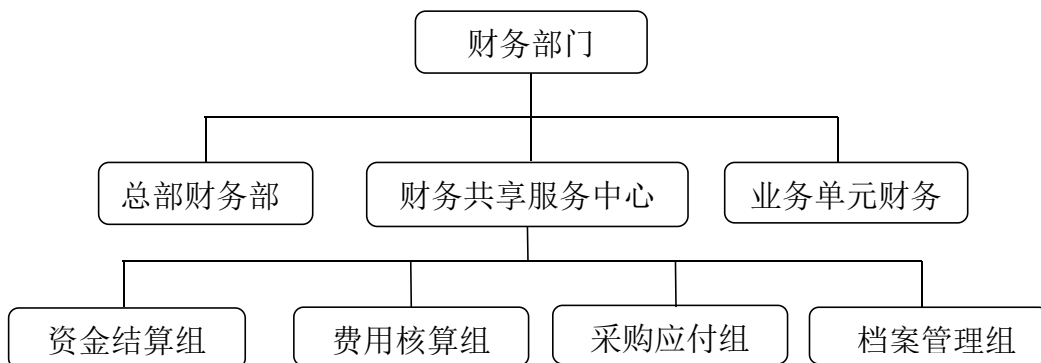 财务部门
总部财务部
财务共享服务中心
业务单元财务
资金结算组
费用核算组
采购应付组
档案管理组